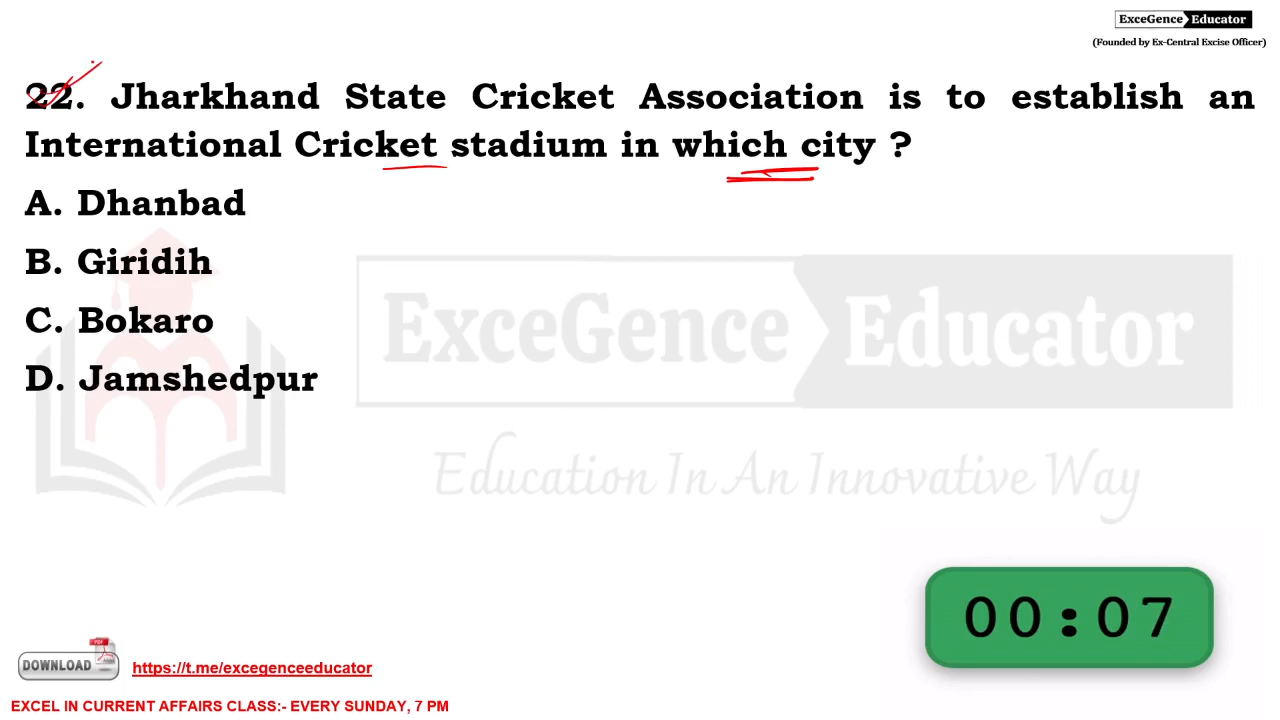 ExceGence Educator
(Founded by Ex-Central Excise Officer)
22. Jharkhand State Cricket Association is to establish an
International Cricket stadium in which city ?
A. Dhanbad
B. Giridih
C. Bokaro
D. Jamshedpur
ExceGence Educator
Education In An Innovative Way
00:07
DOWNLOAD PDF
https://t.me/excegenceeducator
EXCEL IN CURRENT AFFAIRS CLASS:- EVERY SUNDAY, 7 PM